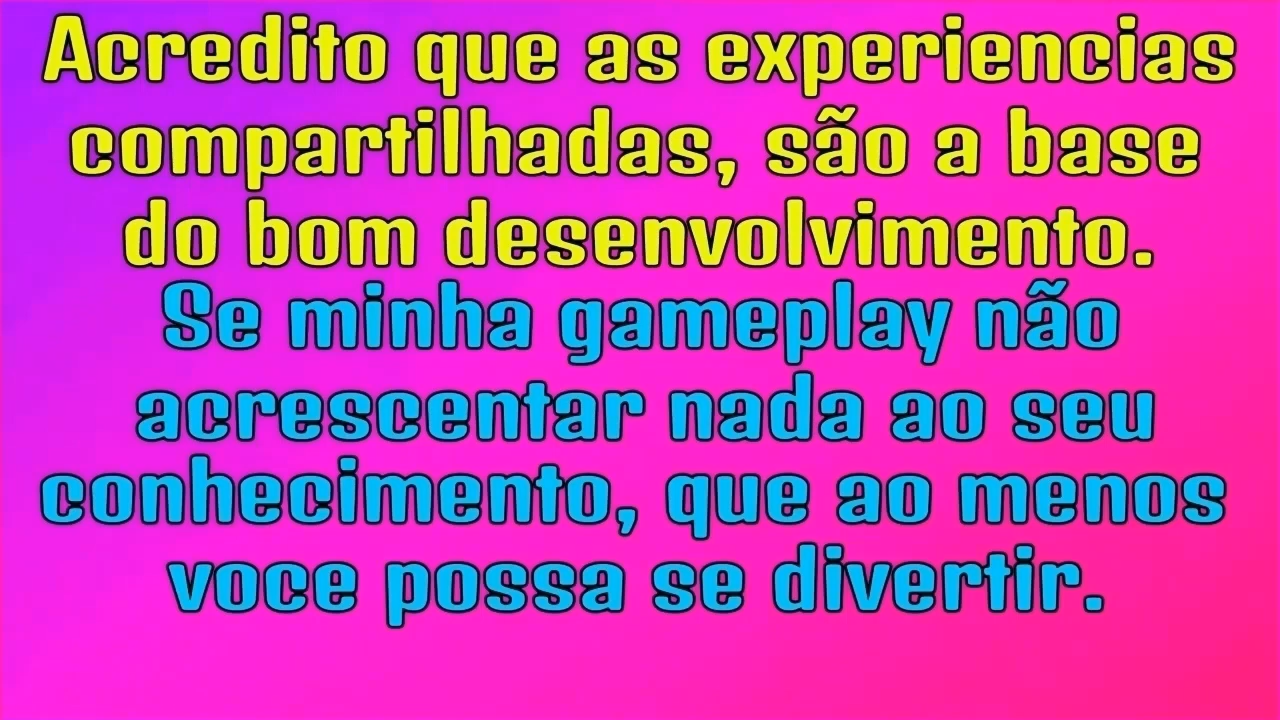 Acredito que as experiencias
compartilhadas, são a base
do bom desenvolvimento.
Se minha gameplay não
acrescentar nada ao seu
conhecimento, que ao menos
voce possa se divertir.